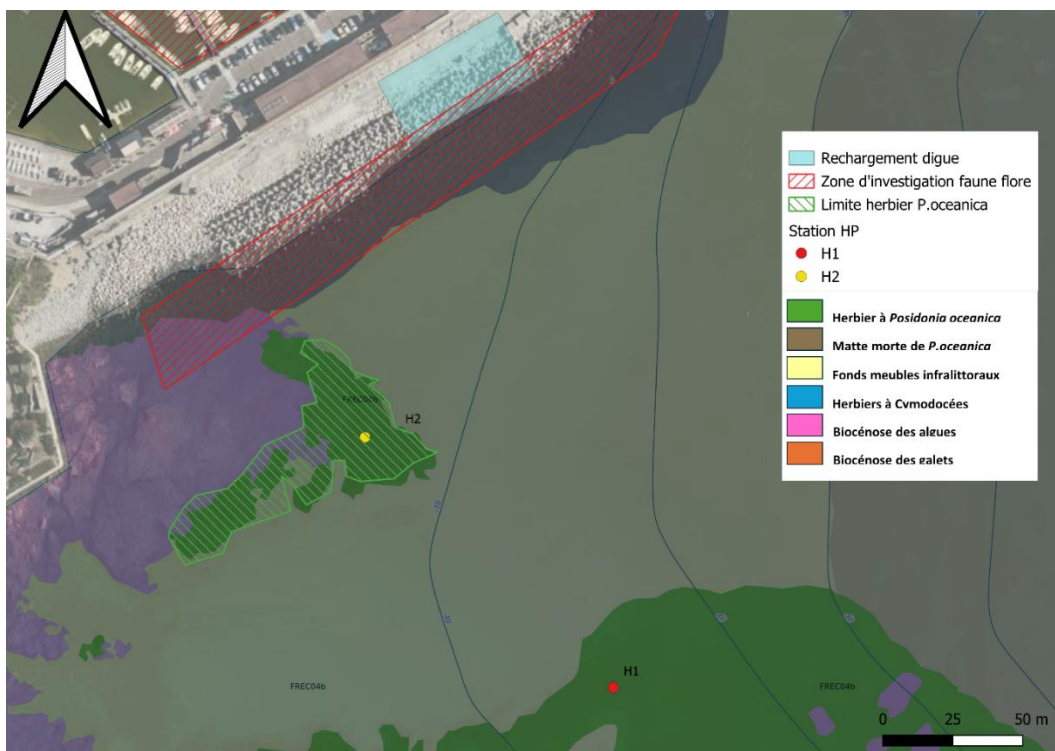 Rechargement digue
Zone d'investigation faune flore
Limite herbier P.oceanica
Station HP
H1
H2
Herbier à Posidonia oceanica
Matte morte de P.oceanica
Fonds meubles infralittoraux
Herbiers à Cymodocées
Biocénose des algues
Biocénose des galets
FREC04b
H2
H1
FREC04b
FREC04b
0 25 50 m